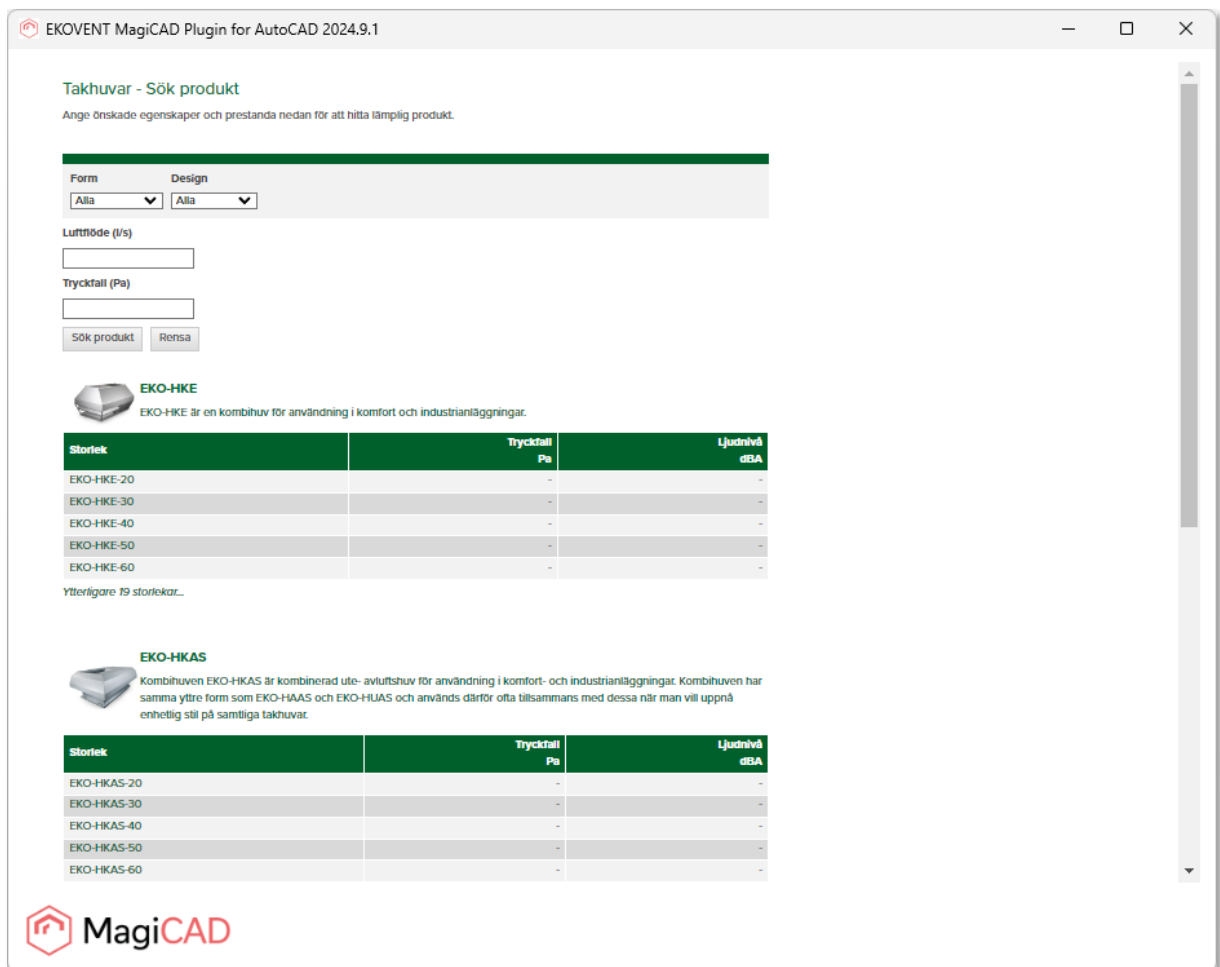 EKOVENT MagiCAD Plugin for AutoCAD 2024.9.1
Takhuvar - Sök produkt
Ange önskade egenskaper och prestanda nedan för att hitta lämplig produkt.
Form Design
Alla Alla
Luftflöde (l/s)
Tryckfall (Pa)
Sök produkt Rensa
EKO-HKE
EKO-HKE är en kombihuv för användning i komfort och industrianläggningar.
Storlek Tryckfall Pa Ljudnivå dBA
EKO-HKE-20 - -
EKO-HKE-30 - -
EKO-HKE-40 - -
EKO-HKE-50 - -
EKO-HKE-60 - -
Ytterligare 19 storlekar...
EKO-HKAS
Kombihuven EKO-HKAS är kombinerad ute- avluftshuv för användning i komfort- och industrianläggningar. Kombihuven har
samma yttre form som EKO-HAAS och EKO-HUAS och används därför ofta tillsammans med dessa när man vill uppnå
enhetlig stil på samtliga takhuvar.
Storlek Tryckfall Pa Ljudnivå dBA
EKO-HKAS-20 - -
EKO-HKAS-30 - -
EKO-HKAS-40 - -
EKO-HKAS-50 - -
EKO-HKAS-60 - -
MagiCAD